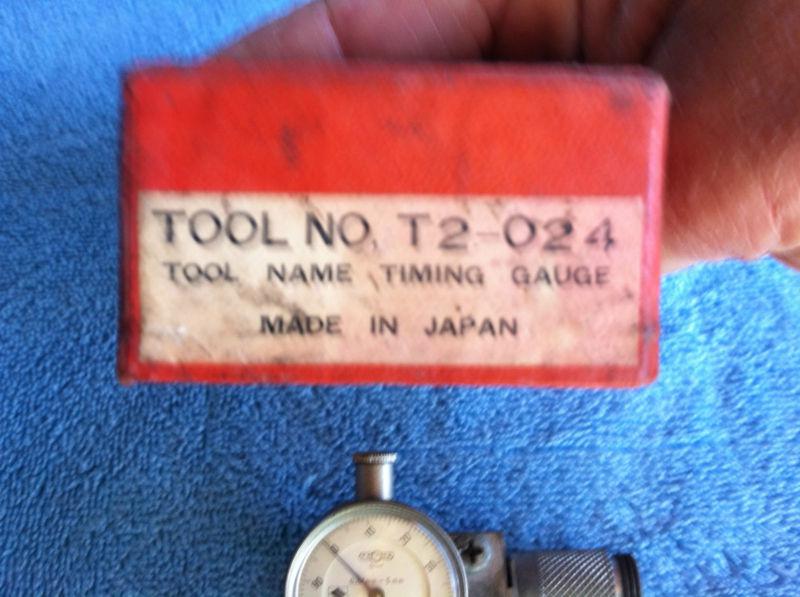 TOOL NO. T2-024
TOOL NAME TIMING GAUGE
MADE IN JAPAN